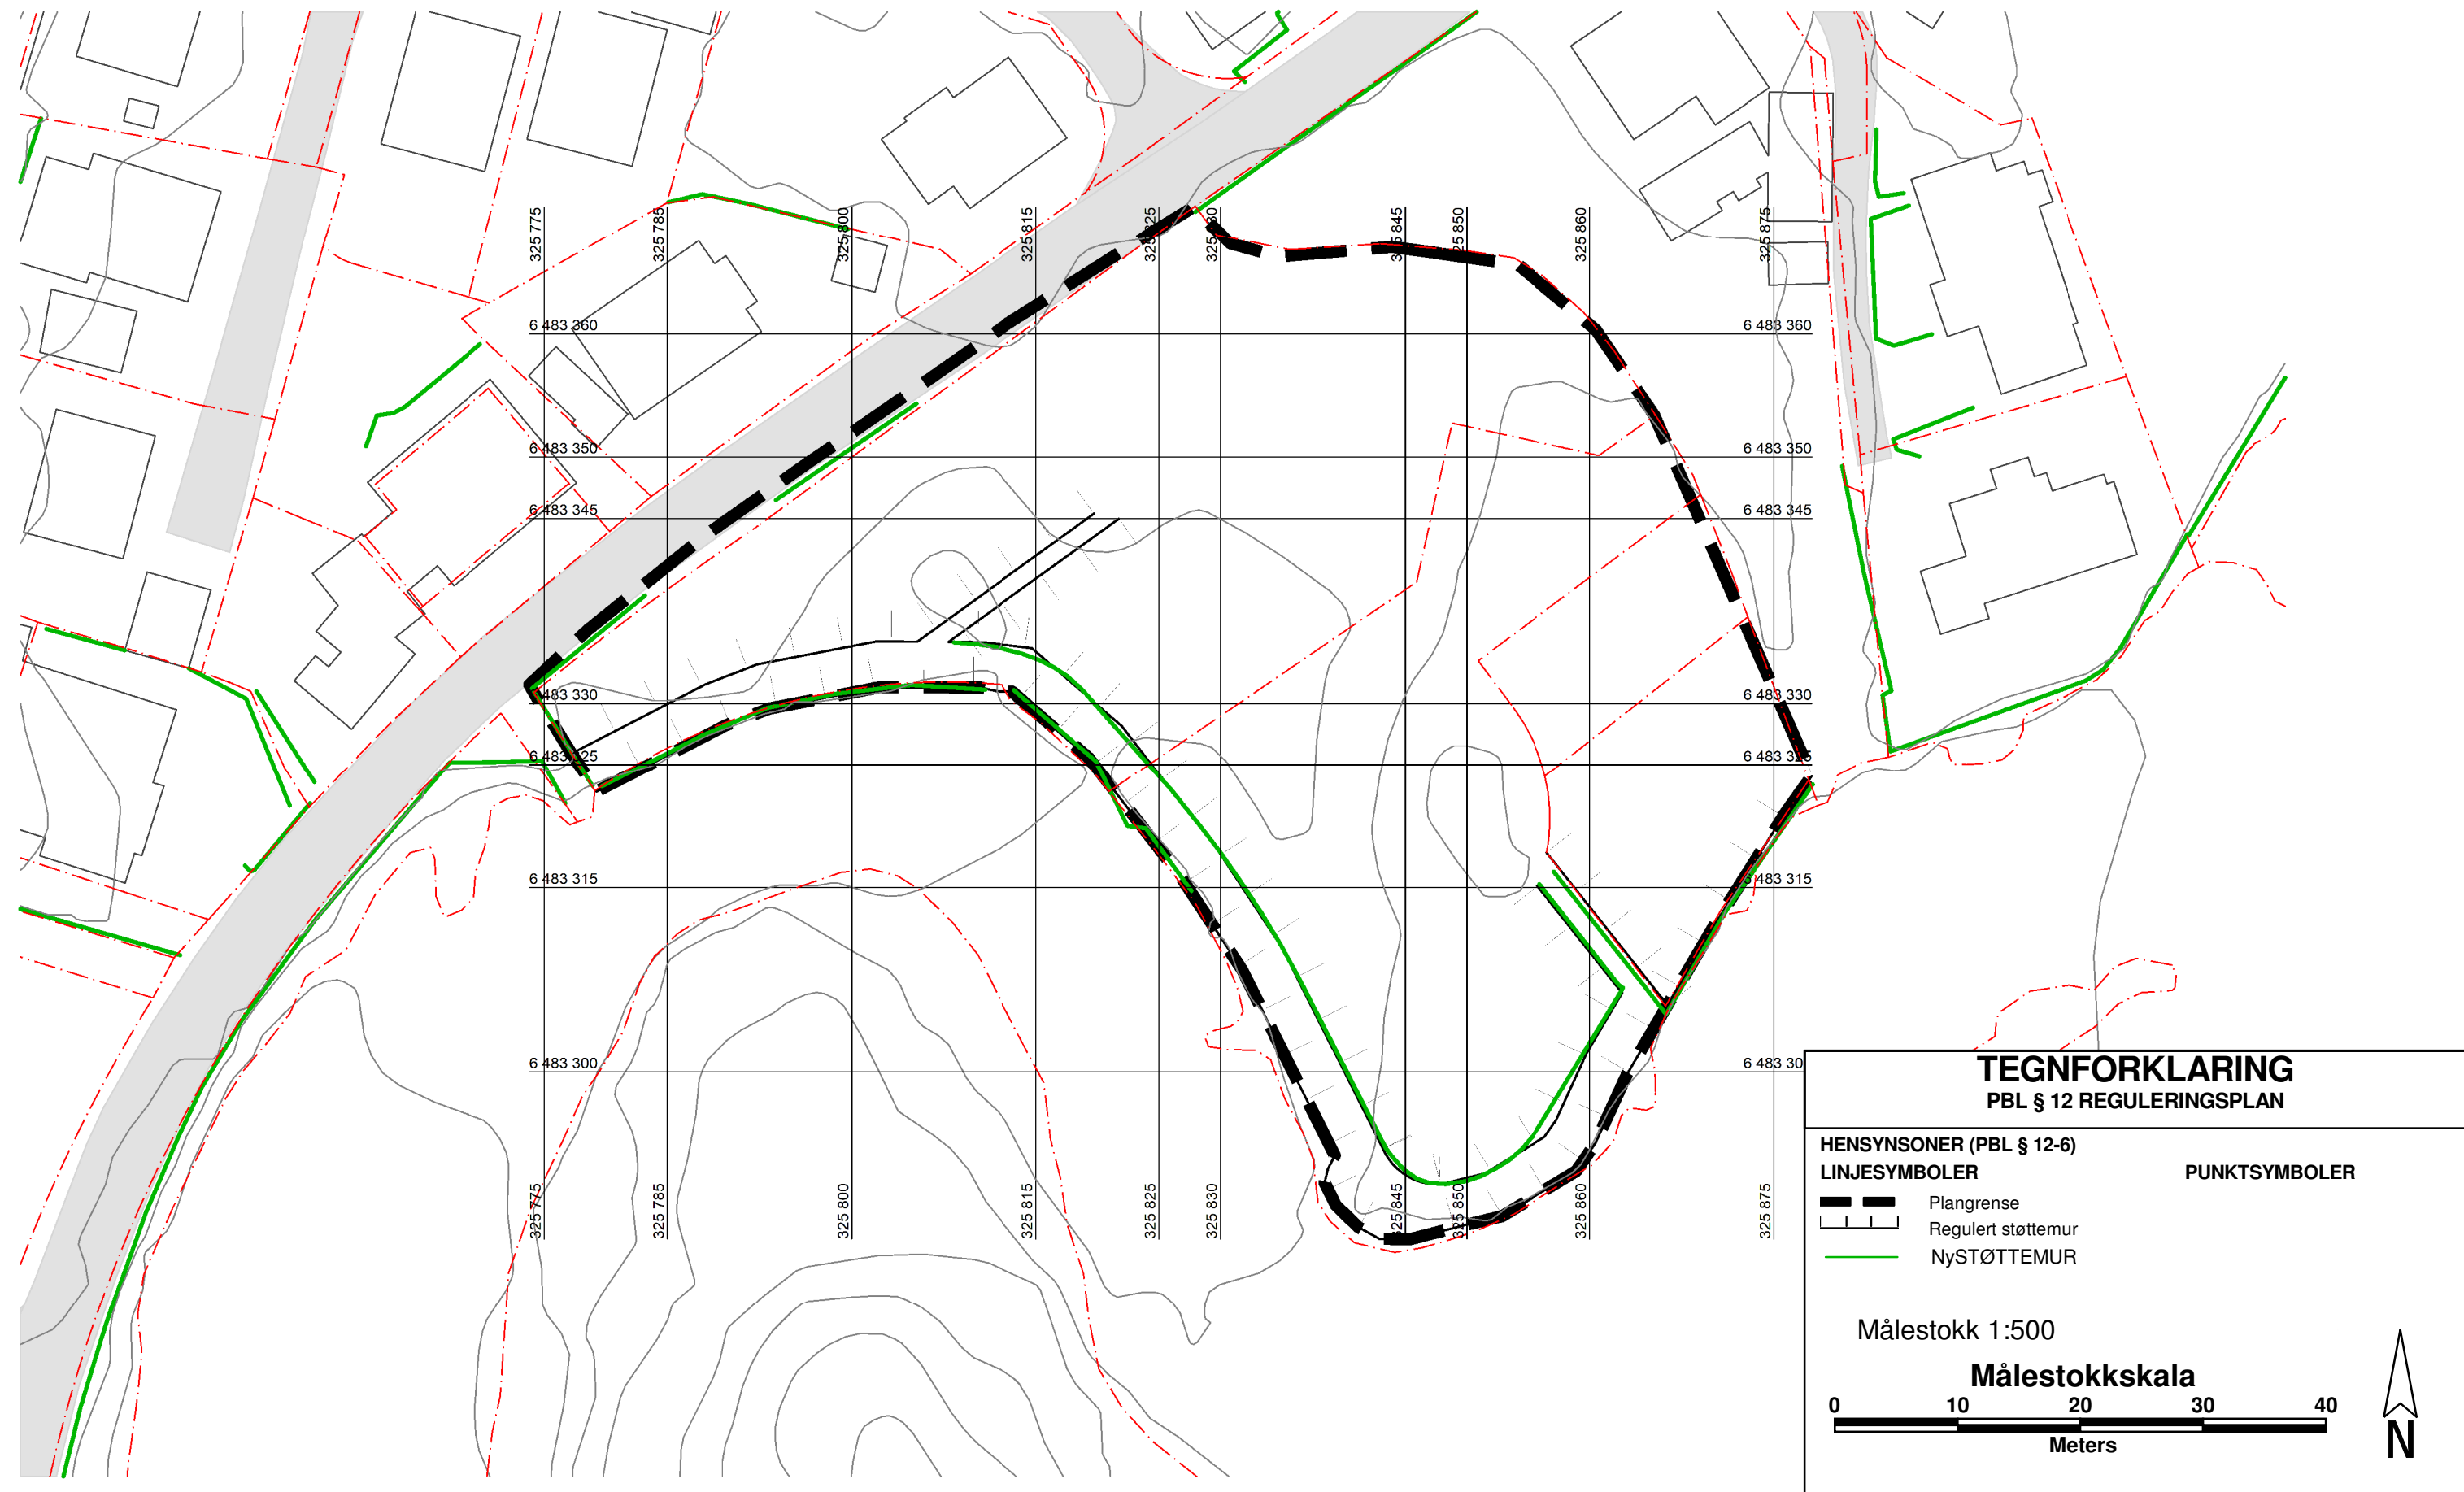 325 775
325 785
325 800
325 815
325 825
325 830
325 845
325 850
325 860
325 875
6 483 360
6 483 360
6 483 350
6 483 350
6 483 345
6 483 345
6 483 330
6 483 330
6 483 325
6 483 325
6 483 315
6 483 315
6 483 300
6 483 30
325 775
325 785
325 800
325 815
325 825
325 830
325 845
325 850
325 860
325 875
TEGNFORKLARING
PBL § 12 REGULERINGSPLAN
HENSYNSONER (PBL § 12-6)
LINJESYMBOLER PUNKTSYMBOLER
Plangrense
Regulert støttemur
NySTØTTEMUR
Målestokk 1:500
Målestokkskala
0 10 20 30 40
Meters
N